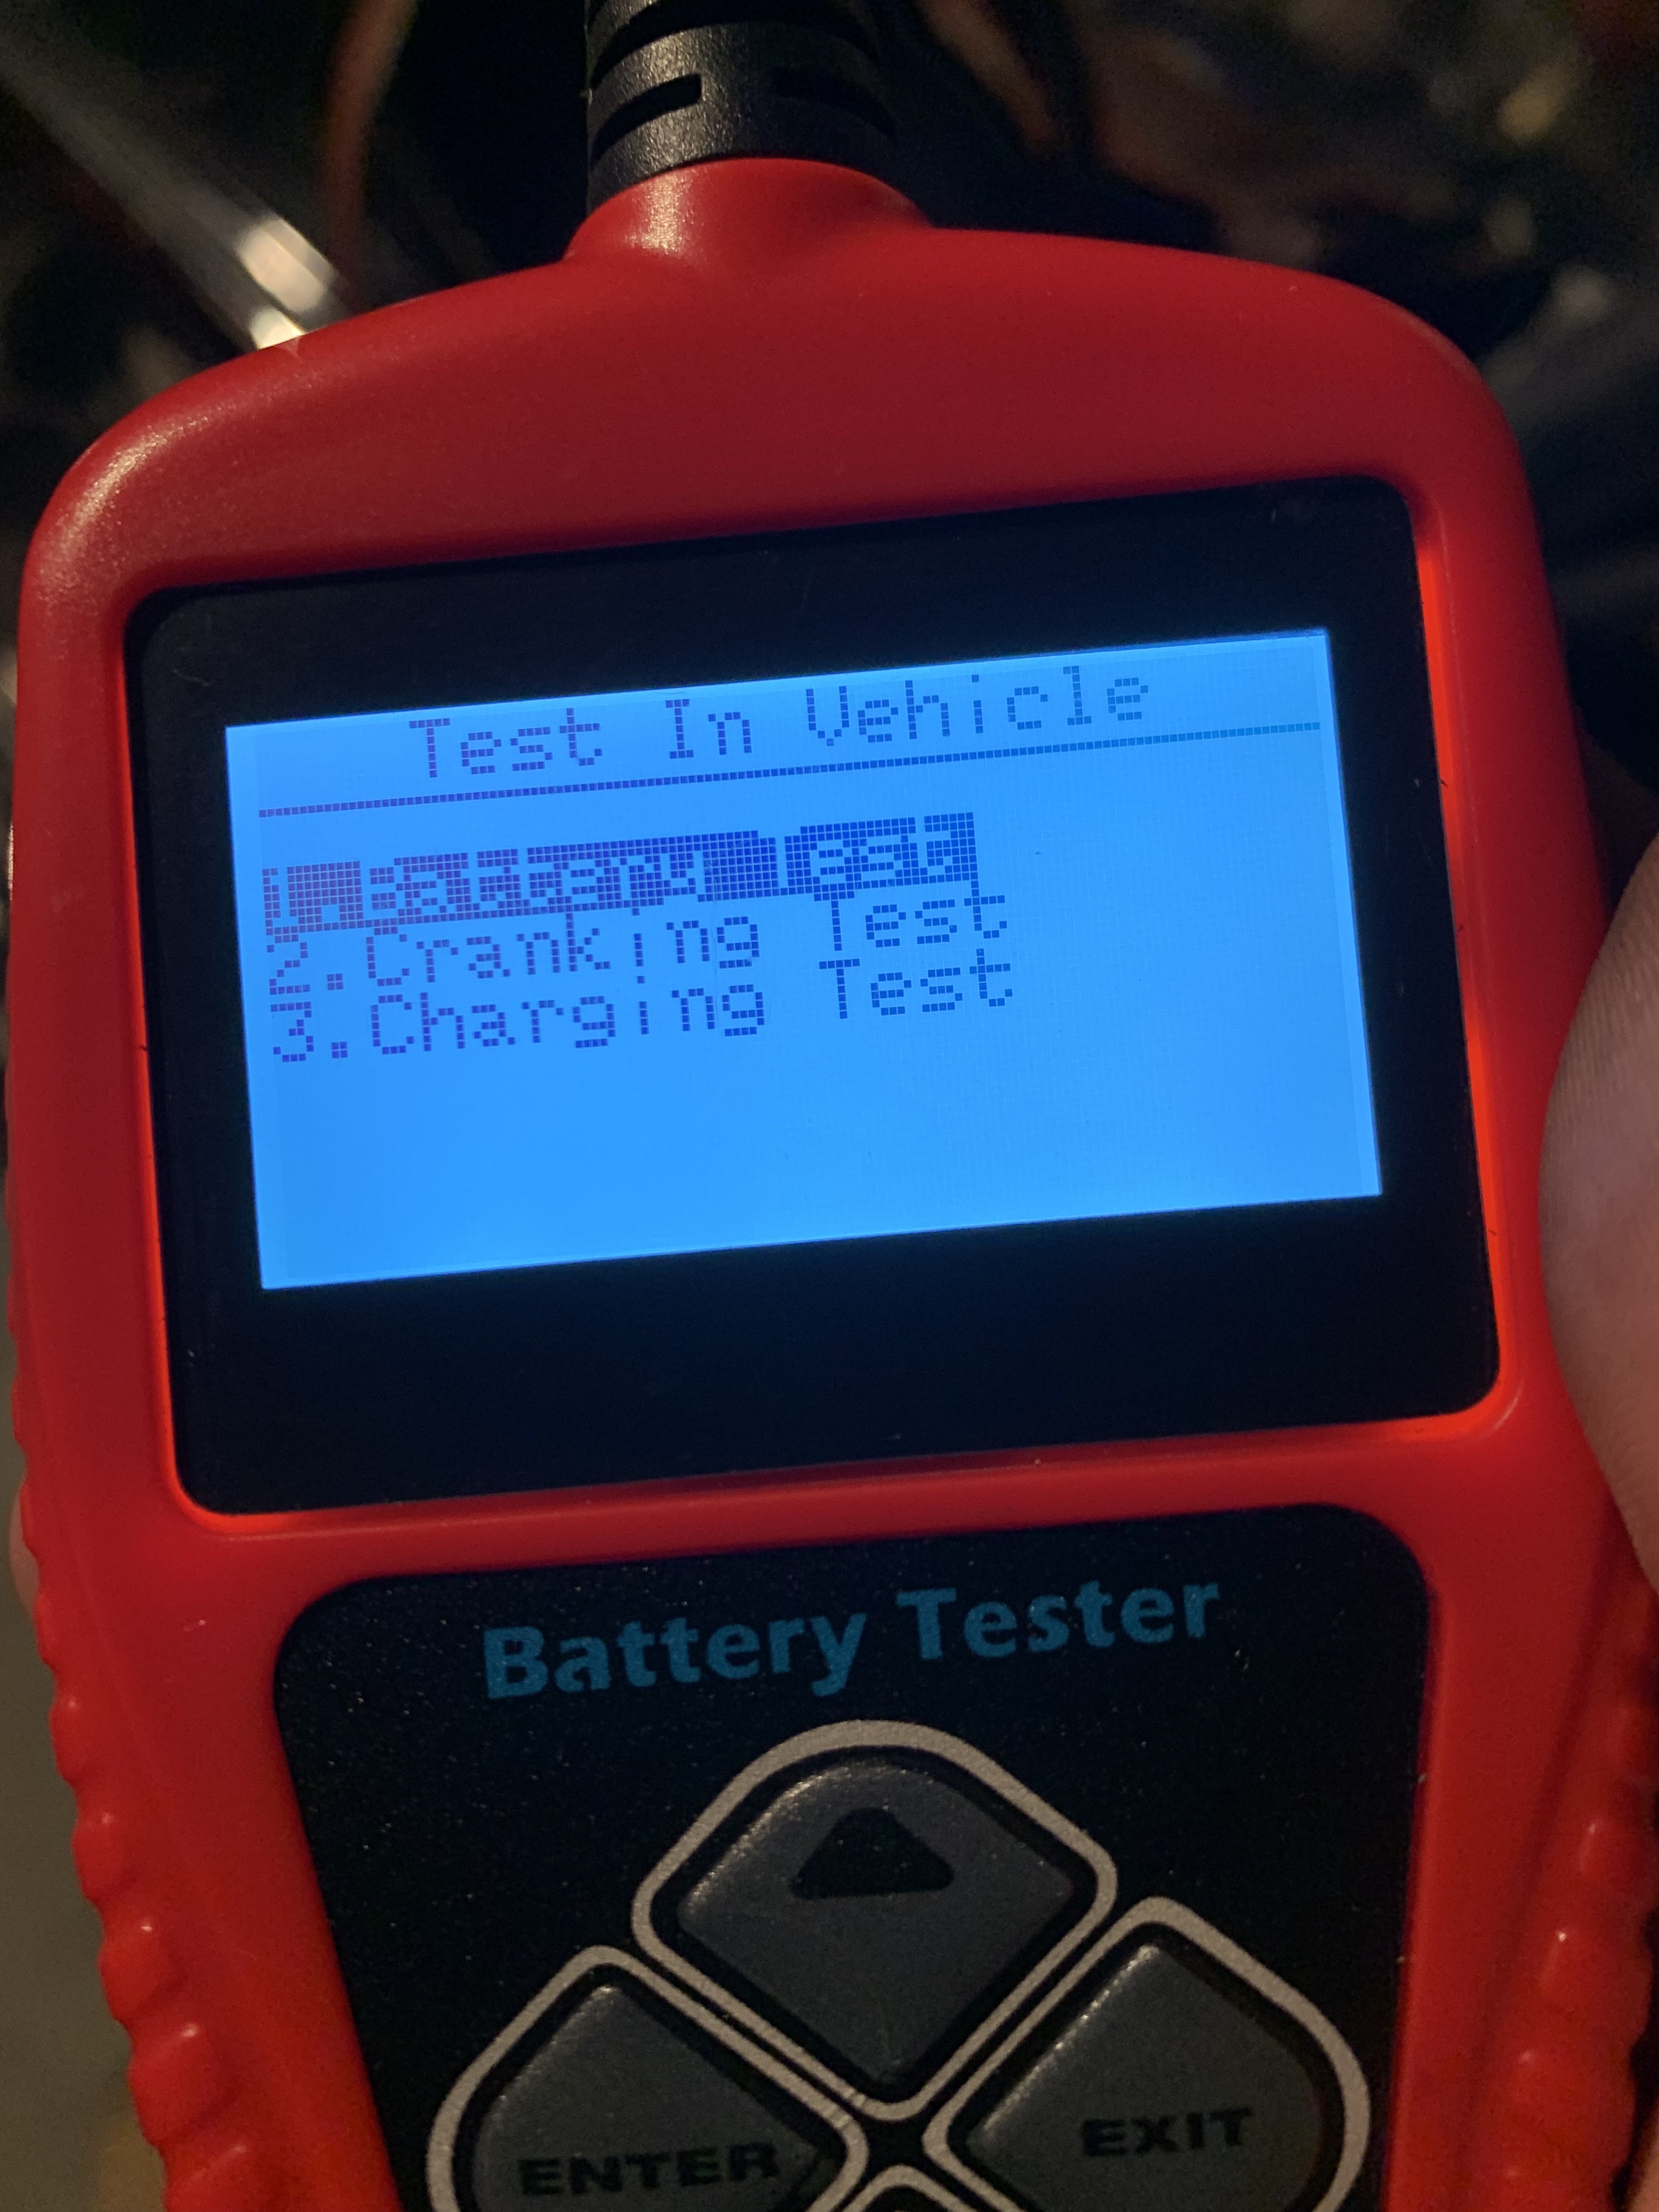 Test In Vehicle
1.Battery Test
2.Cranking Test
3.Charging Test
Battery Tester
ENTER
EXIT